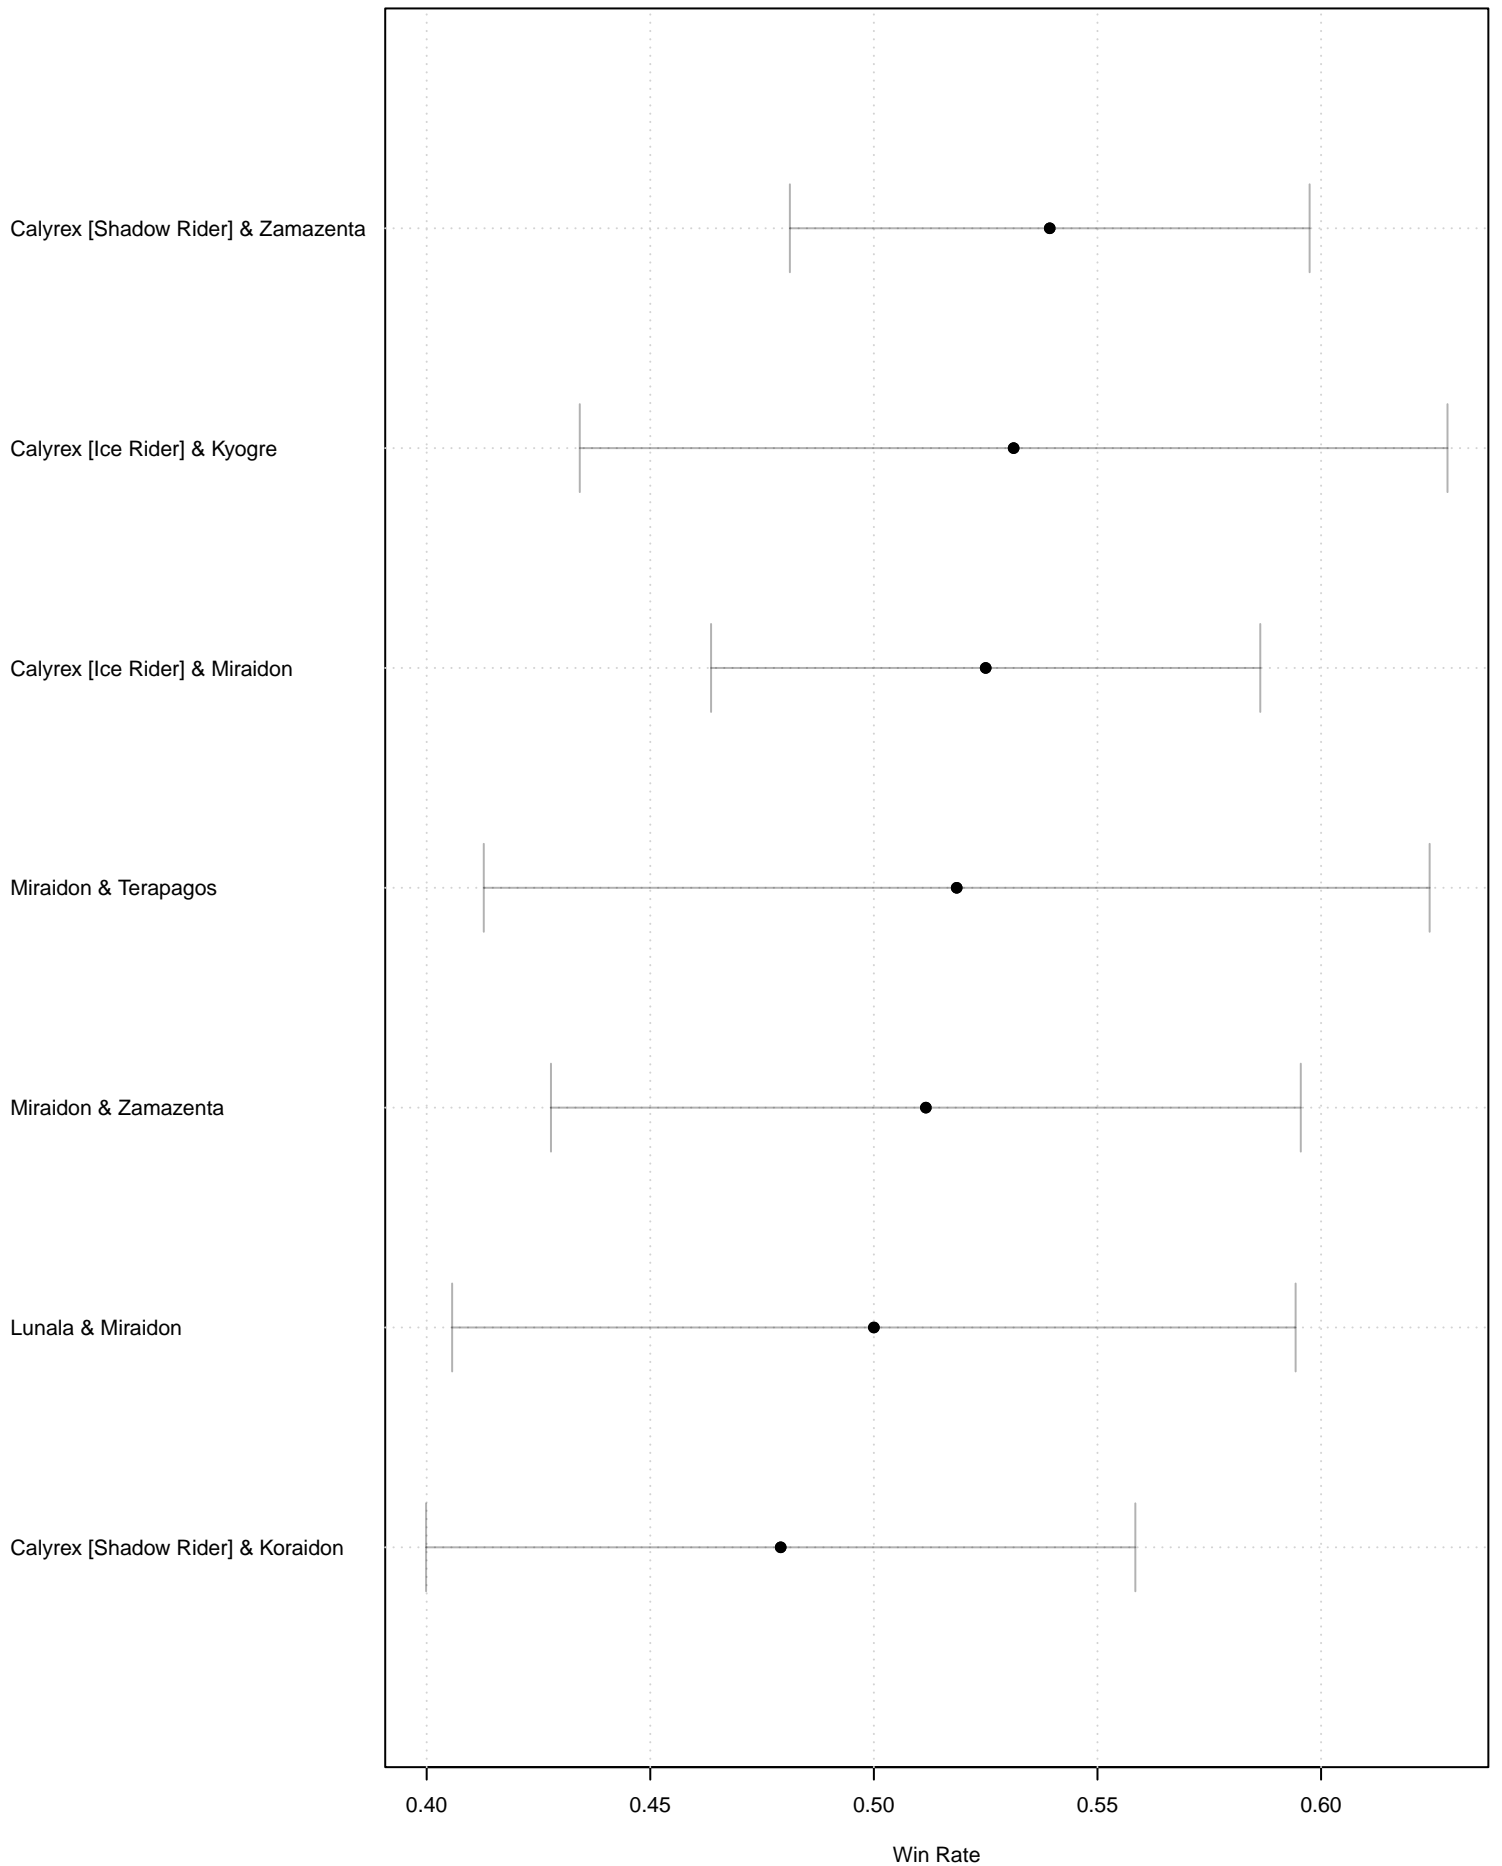 Calyrex [Shadow Rider] & Zamazenta
Calyrex [Ice Rider] & Kyogre
Calyrex [Ice Rider] & Miraidon
Miraidon & Terapagos
Miraidon & Zamazenta
Lunala & Miraidon
Calyrex [Shadow Rider] & Koraidon
0.40 0.45 0.50 0.55 0.60
Win Rate